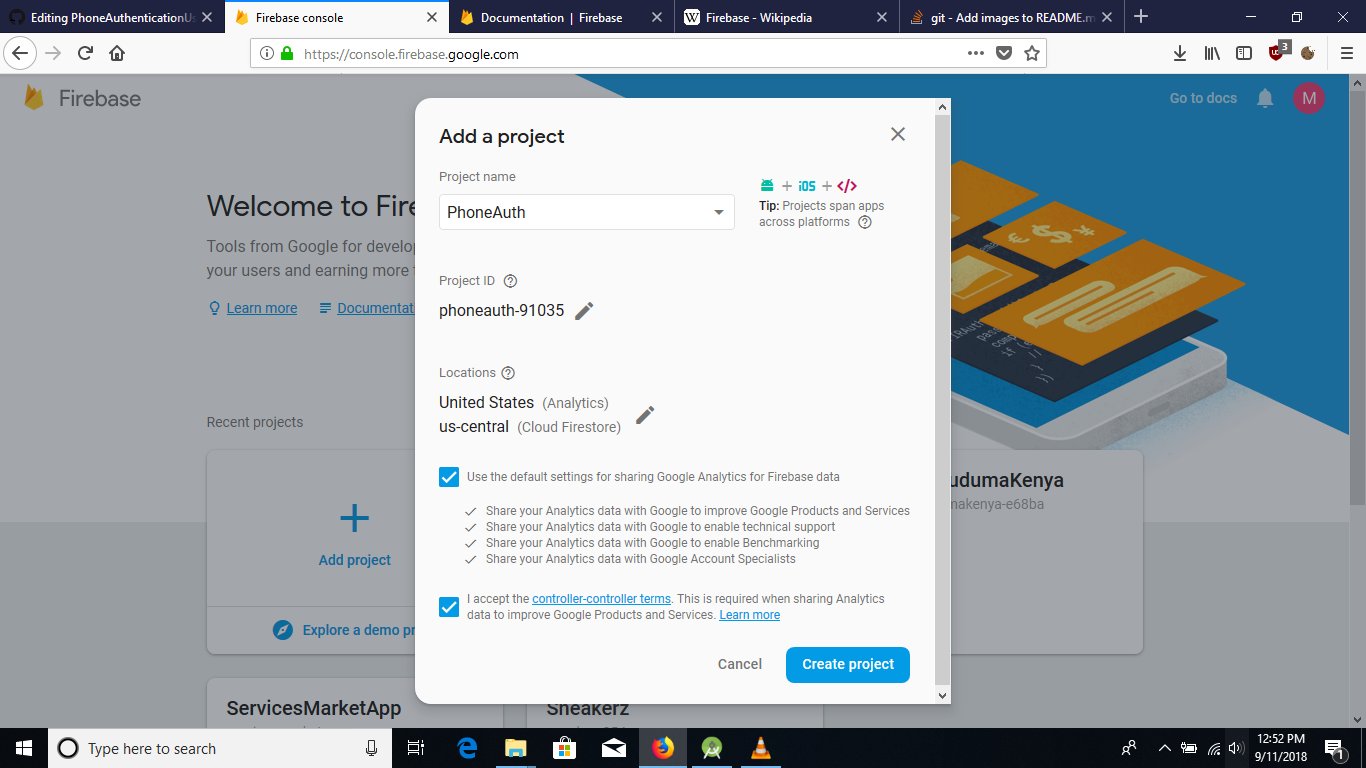 Editing PhoneAuthenticationUs
Firebase console
Documentation | Firebase
Firebase - Wikipedia
git - Add images to README.m
https://console.firebase.google.com
3
Firebase
Go to docs
M
Welcome to Fire
Tools from Google for develop
your users and earning more
Learn more
Documentat
Recent projects
Add project
Explore a demo pr
ServicesMarketApp
Sneakerz
udumaKenya
makenya-e68ba
Add a project
Project name
PhoneAuth
+ iOS + </>
Tip: Projects span apps
across platforms
Project ID
phoneauth-91035
Locations
United States (Analytics)
us-central (Cloud Firestore)
Use the default settings for sharing Google Analytics for Firebase data
Share your Analytics data with Google to improve Google Products and Services
Share your Analytics data with Google to enable technical support
Share your Analytics data with Google to enable Benchmarking
Share your Analytics data with Google Account Specialists
I accept the controller-controller terms. This is required when sharing Analytics
data to improve Google Products and Services. Learn more
Cancel
Create project
Type here to search
12:52 PM
9/11/2018
1